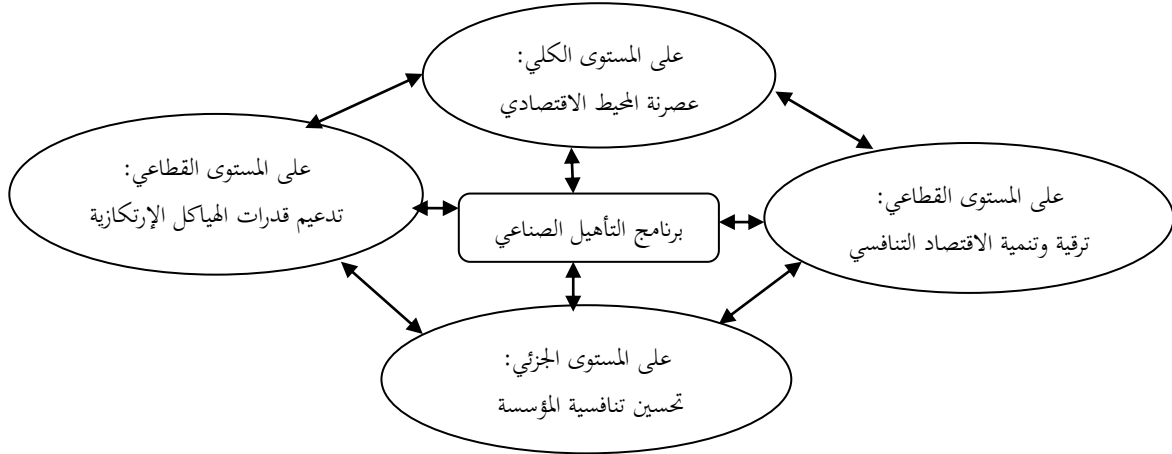 على المستوى الكلي:
عصرنة المحيط الاقتصادي
على المستوى القطاعي:
ترقية وتنمية الاقتصاد التنافسي
برنامج التأهيل الصناعي
على المستوى القطاعي:
تدعيم قدرات الهياكل الإرتكازية
على المستوى الجزئي:
تحسين تنافسية المؤسسة